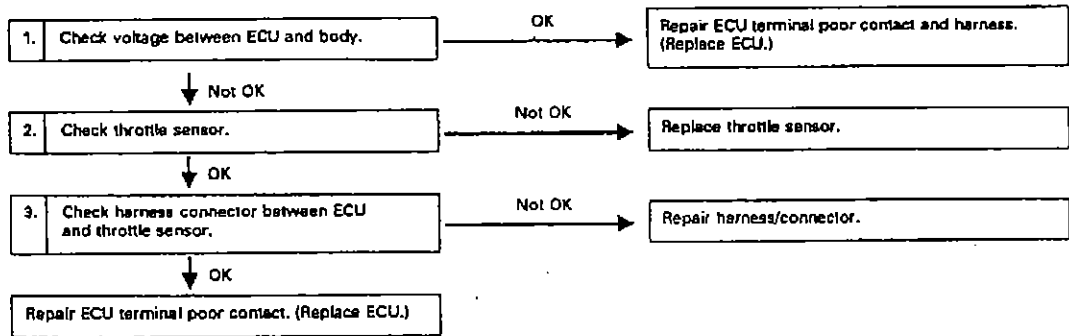 1. Check voltage between ECU and body.
OK
Repair ECU terminal poor contact and harness.
(Replace ECU.)
Not OK
2. Check throttle sensor.
Not OK
Replace throttle sensor.
OK
3. Check harness connector between ECU
and throttle sensor.
Not OK
Repair harness/connector.
OK
Repair ECU terminal poor contact. (Replace ECU.)